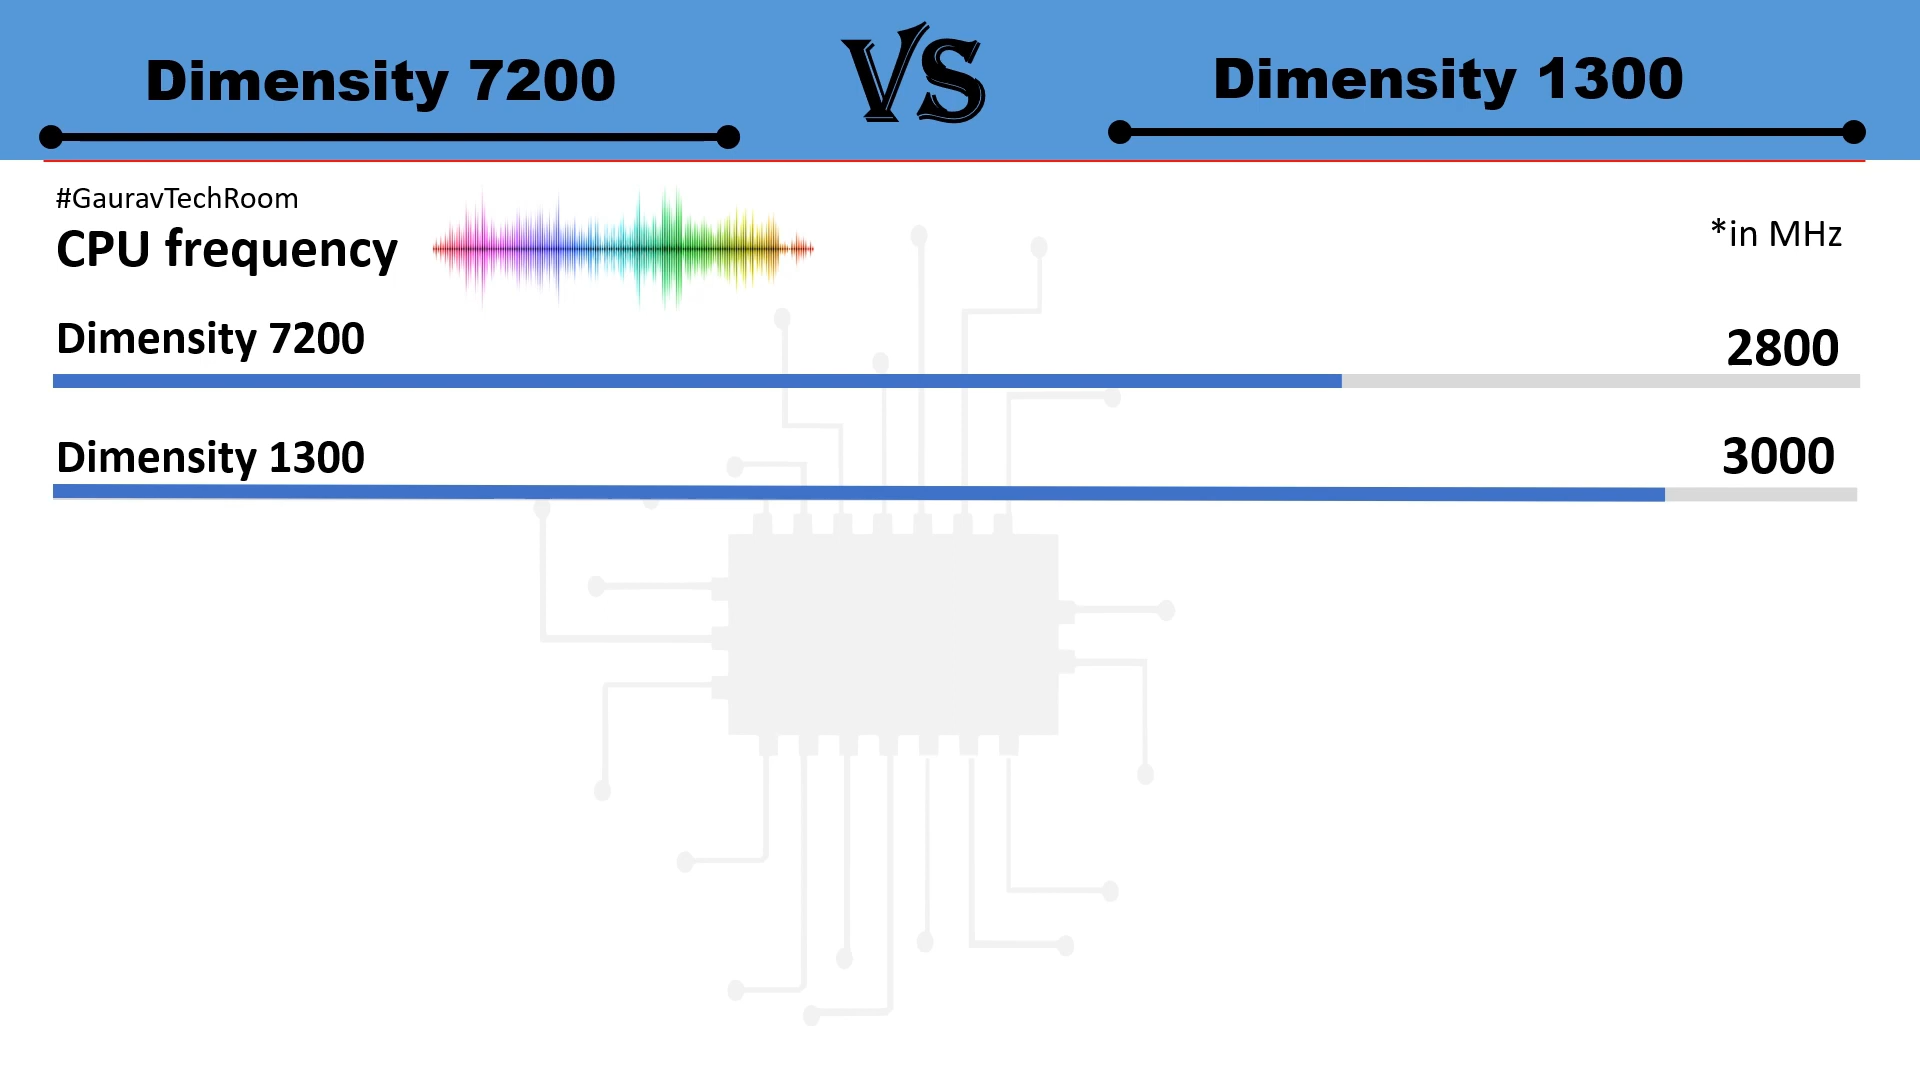 Dimensity 7200
VS
Dimensity 1300
#GauravTechRoom
CPU frequency
*in MHz
Dimensity 7200
2800
Dimensity 1300
3000